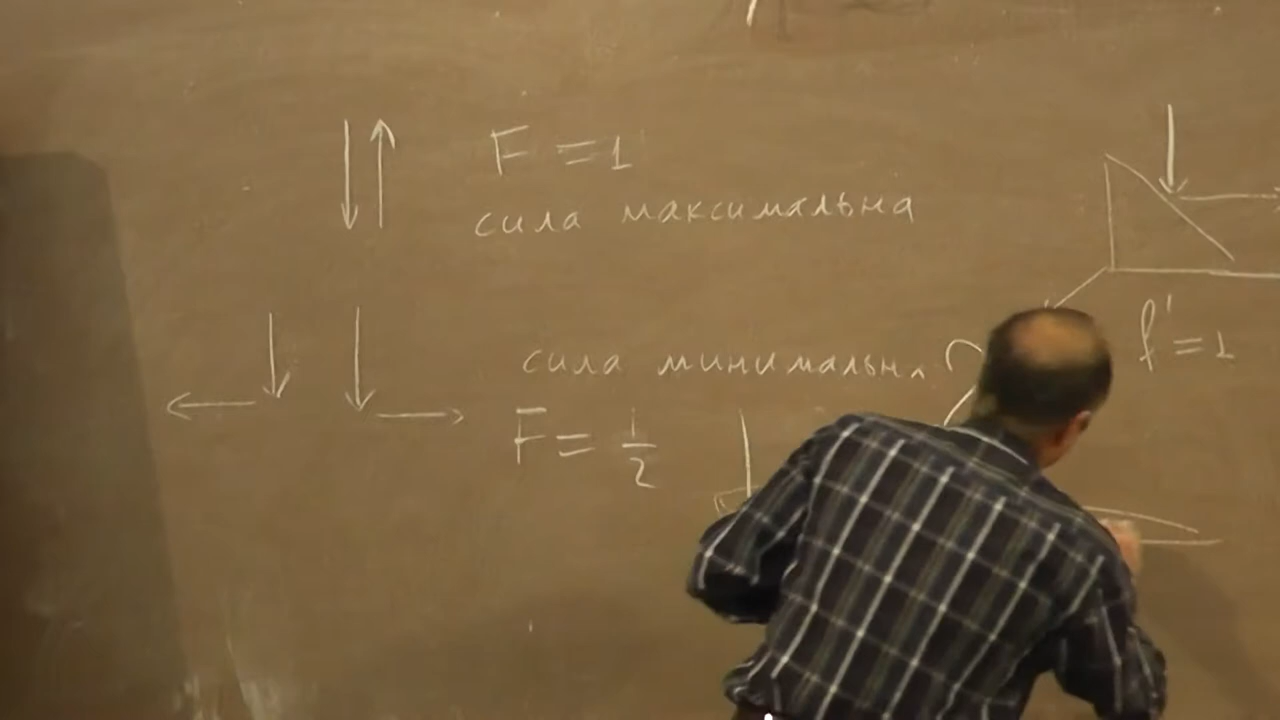 F = 1
сила максимальна
сила минимальна
F = 1/2
f' = 1